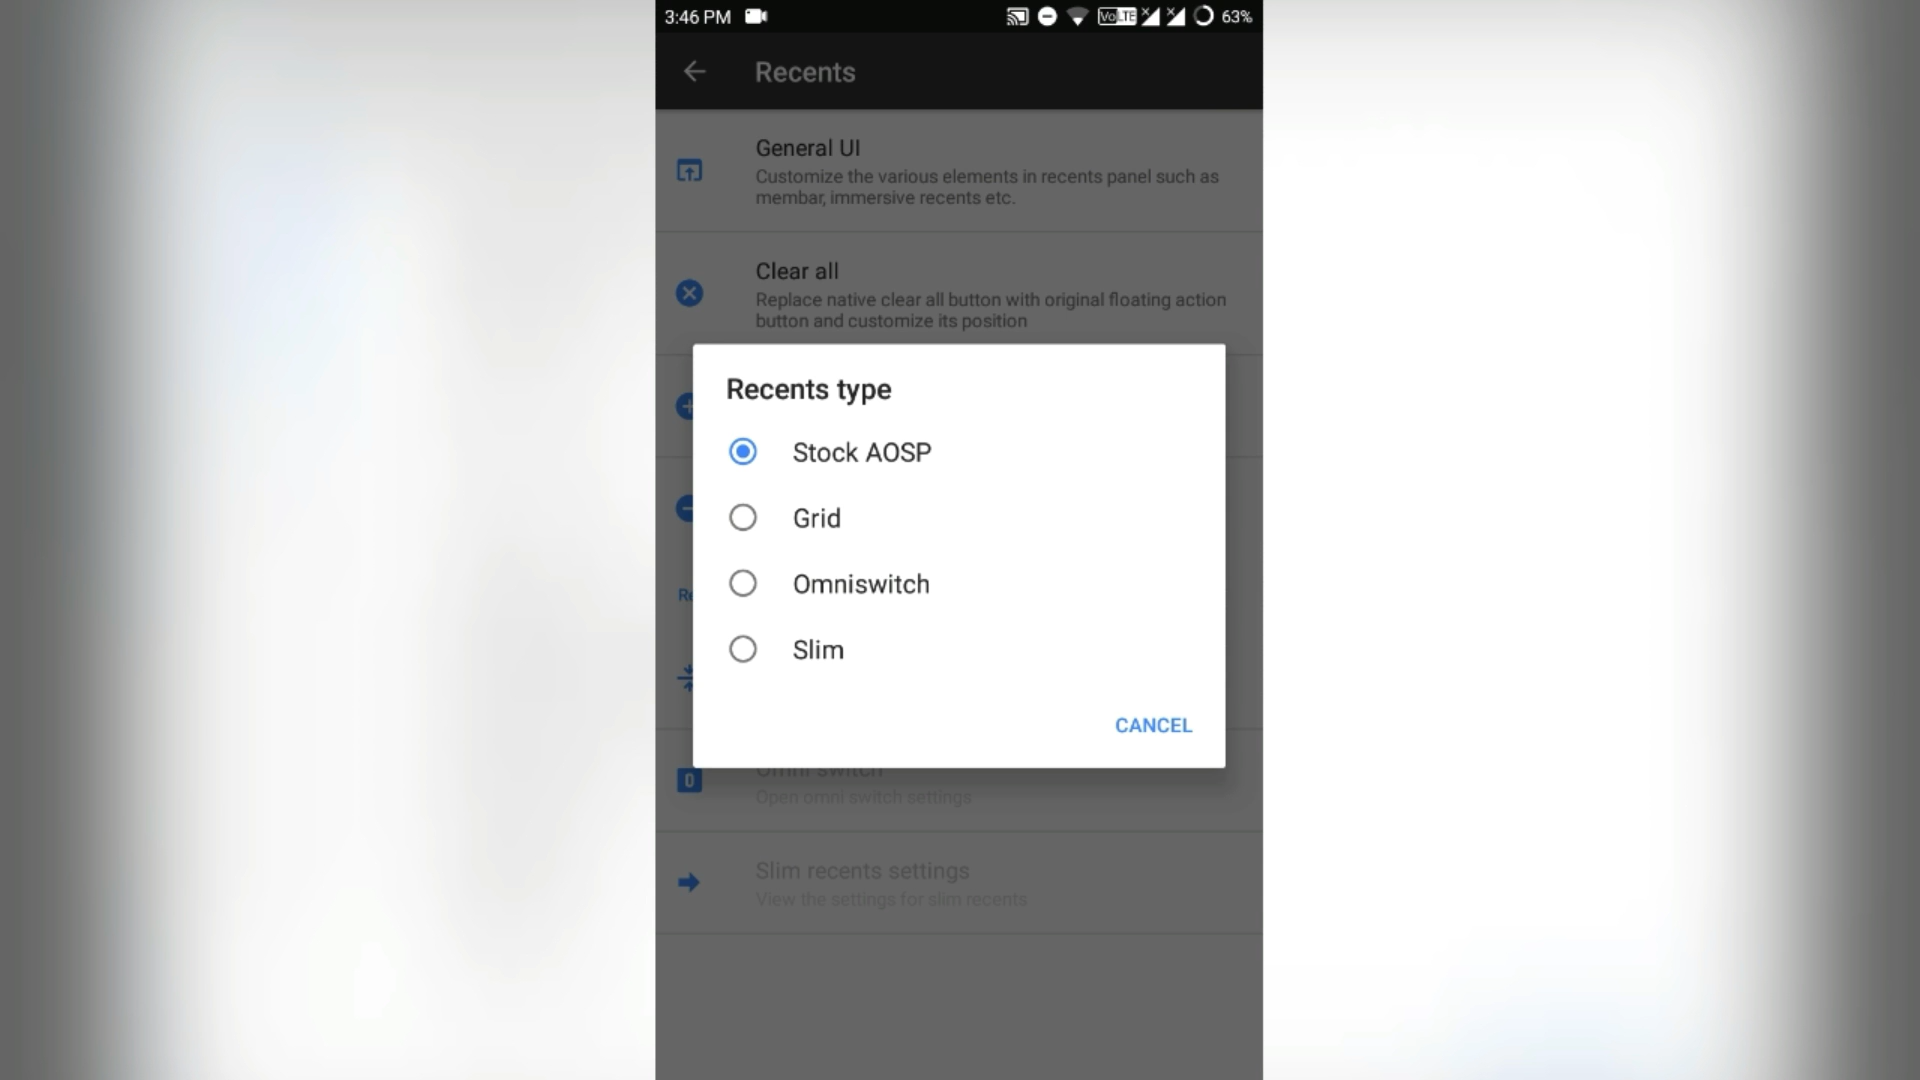 3:46 PM VoLTE 63%
Recents
General UI
Customize the various elements in recents panel such as
membar, immersive recents etc.
Clear all
Replace native clear all button with original floating action
button and customize its position
Recents type
Stock AOSP
Grid
Omniswitch
Slim
CANCEL
Omni switch
Open omni switch settings
Slim recents settings
View the settings for slim recents